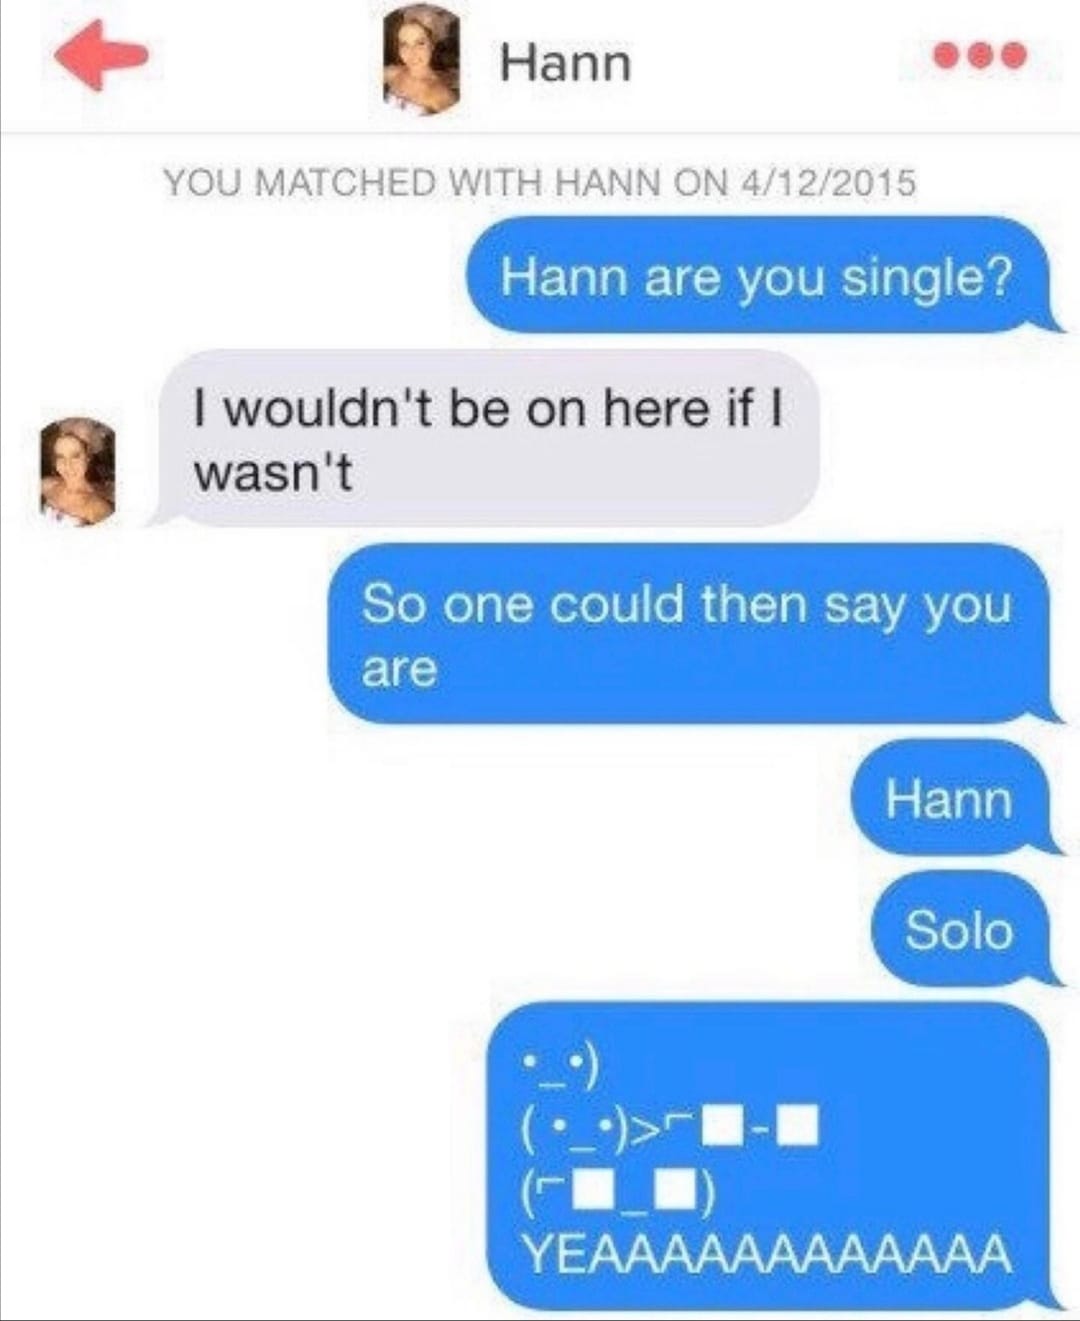 Hann
YOU MATCHED WITH HANN ON 4/12/2015
Hann are you single?
I wouldn't be on here if I
wasn't
So one could then say you
are
Hann
Solo
•_•)
( •_•)>⌐■-■
(⌐■_■)
YEAAAAAAAAAAAAA